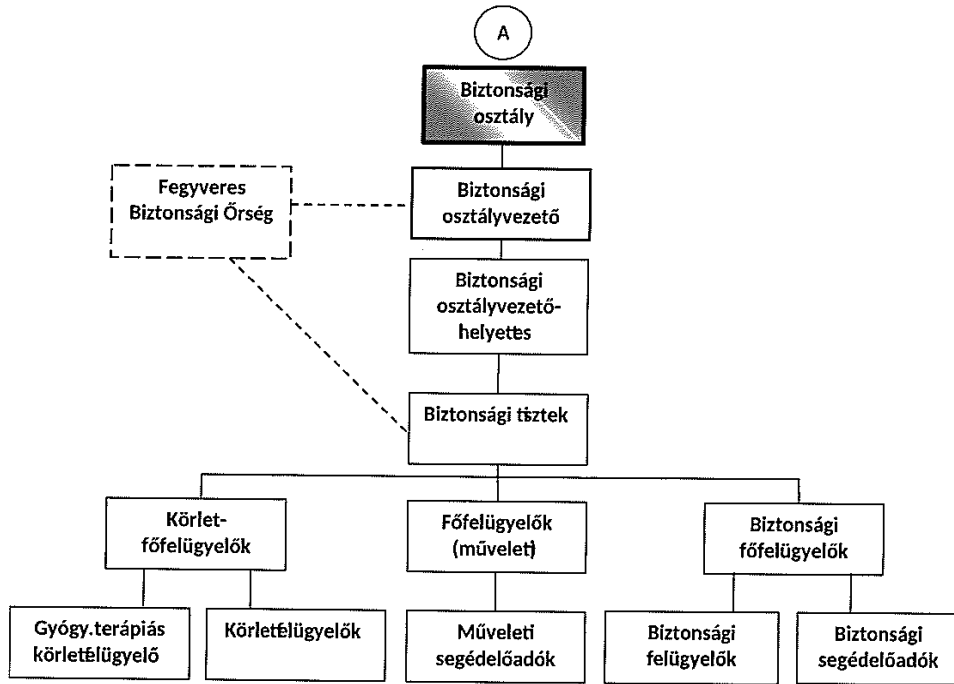 A
Biztonsági
osztály
Fegyveres
Biztonsági Őrség
Biztonsági
osztályvezető
Biztonsági
osztályvezető-
helyettes
Biztonsági tisztek
Körlet-
főfelügyelők
Főfelügyelők
(műveleti)
Biztonsági
főfelügyelők
Gyógy.terápiás
körletfelügyelő
Körletfelügyelők
Műveleti
segédelőadók
Biztonsági
felügyelők
Biztonsági
segédelőadók